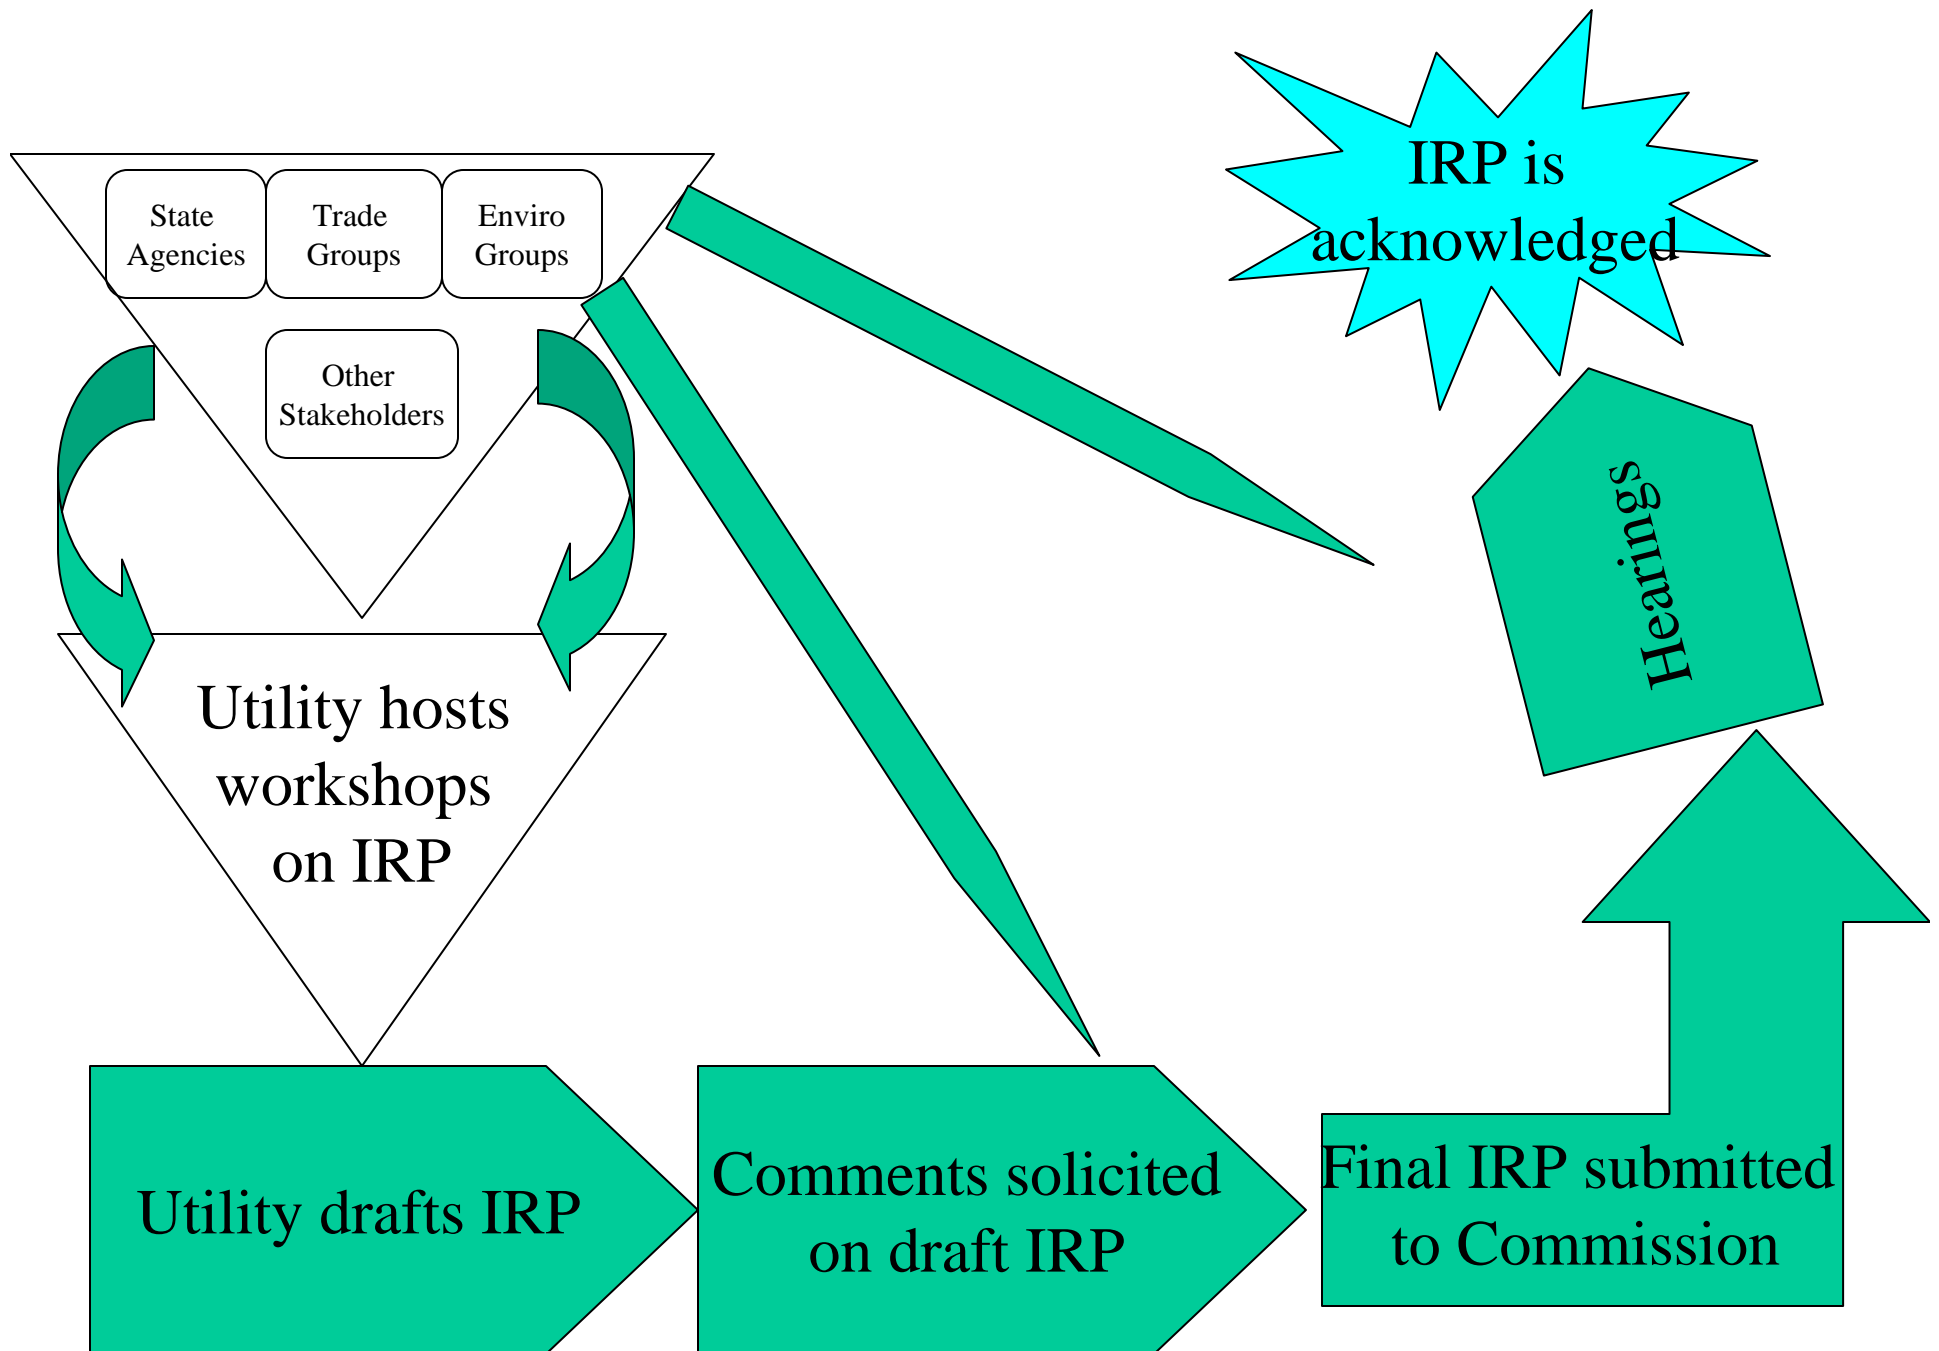 State
Agencies
Trade
Groups
Enviro
Groups
Other
Stakeholders
Utility hosts
workshops
on IRP
Utility drafts IRP
Comments solicited
on draft IRP
Final IRP submitted
to Commission
Hearings
IRP is
acknowledged